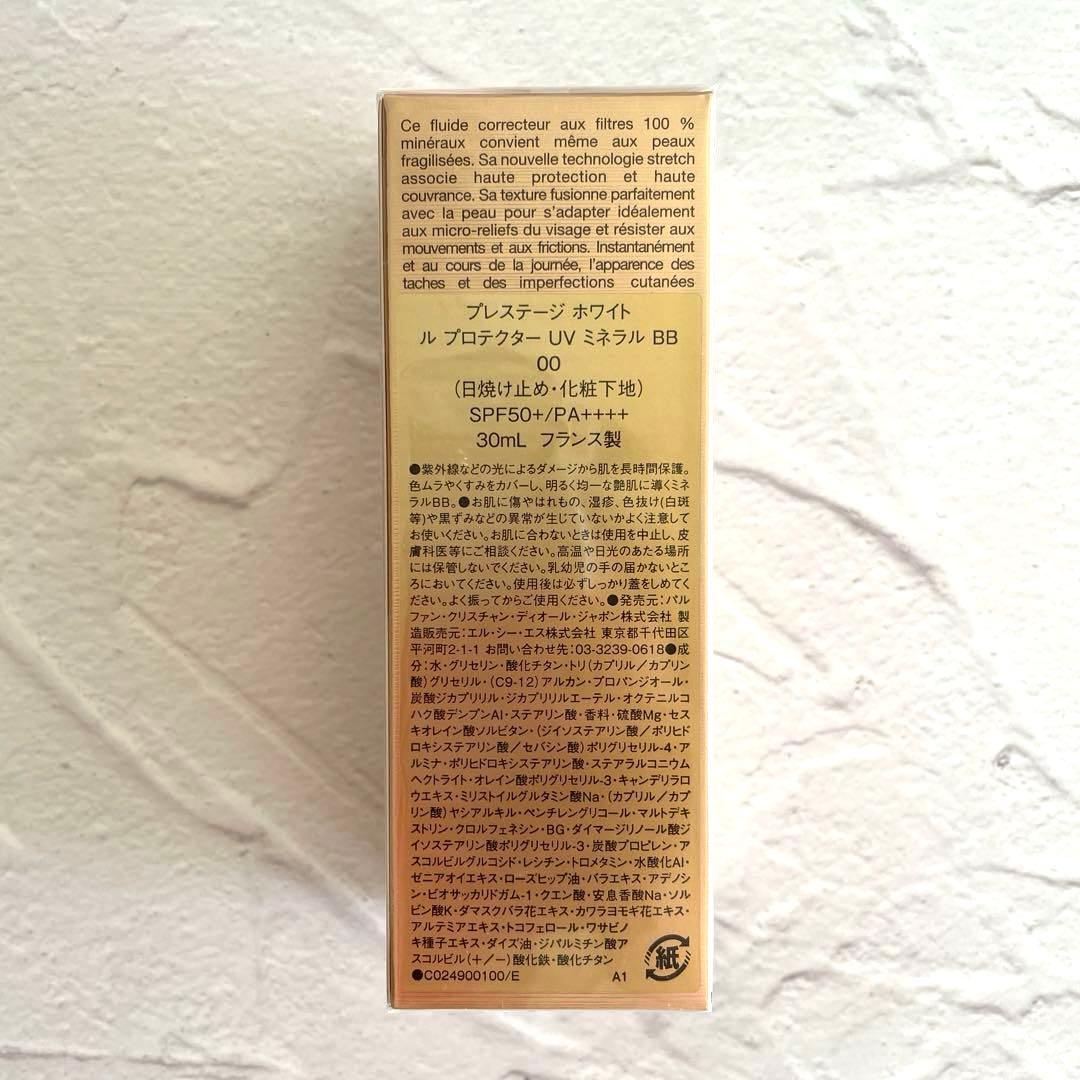 Ce fluide correcteur aux filtres 100 %
minéraux convient même aux peaux
fragilisées. Sa nouvelle technologie stretch
associe haute protection et haute
couvrance. Sa texture fusionne parfaitement
avec la peau pour s'adapter idéalement
aux micro-reliefs du visage et résister aux
mouvements et aux frictions. Instantanément
et au cours de la journée, l'apparence des
taches et des imperfections cutanées
プレステージ ホワイト
ル プロテクター UV ミネラル BB
00
(日焼け止め・化粧下地)
SPF50+/PA++++
30mL フランス製
●紫外線などの光によるダメージから肌を長時間保護。
色ムラやくすみをカバーし、明るく均一な艶肌に導くミネ
ラルBB。●お肌に傷やはれもの、湿疹、色抜け(白斑
等)や黒ずみなどの異常が生じていないかよく注意して
お使いください。お肌に合わないときは使用を中止し、皮
膚科医等にご相談ください。高温や日光のあたる場所
には保管しないでください。乳幼児の手の届かないとこ
ろにおいてください。使用後は必ずしっかり蓋をしめてく
ださい。よく振ってからご使用ください。●発売元:パル
ファン・クリスチャン・ディオール・ジャポン株式会社 製
造販売元:エル・シー・エス株式会社 東京都千代田区
平河町2-1-1 お問い合わせ先:03-3239-0618●成
分:水・グリセリン・酸化チタン・トリ(カプリル/カプリン
酸)グリセリル・(C9-12)アルカン・プロパンジオール・
炭酸ジカプリリル・ジカプリリルエーテル・オクテニルコ
ハク酸デンプンAl・ステアリン酸・香料・硫酸Mg・セス
キオレイン酸ソルビタン・(ジイソステアリン酸/ポリヒド
ロキシステアリン酸/セバシン酸)ポリグリセリル-4・ア
ルミナ・ポリヒドロキシステアリン酸・ステアラルコニウム
ヘクトライト・オレイン酸ポリグリセリル-3・キャンデリラロ
ウエキス・ミリストイルグルタミン酸Na・(カプリル/カプ
リン酸)ヤシアルキル・ペンチレングリコール・マルトデキ
ストリン・クロルフェネシン・BG・ダイマージリノール酸ジ
イソステアリン酸ポリグリセリル-3・炭酸プロピレン・ア
スコルビルグルコシド・レシチン・トロメタミン・水酸化Al・
ゼニアオイエキス・ローズヒップ油・バラエキス・アデノシ
ン・ビオサッカリドガム-1・クエン酸・安息香酸Na・ソル
ビン酸K・ダマスクバラ花エキス・カワラヨモギ花エキス・
アルテミアエキス・トコフェロール・ワサビノ
キ種子エキス・ダイズ油・ジパルミチン酸ア
スコルビル(+/-)酸化鉄・酸化チタン
●C024900100/E A1
紙